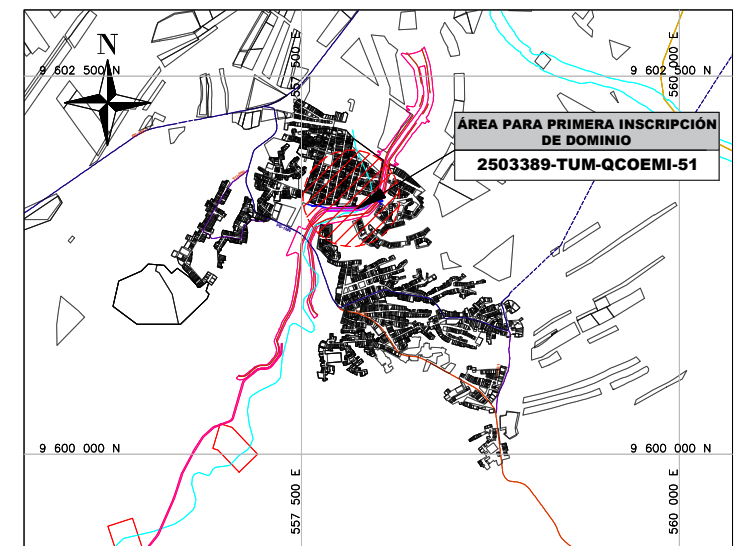 N
9 602 500 N
557 500 E
560 000 E
9 602 500 N
ÁREA PARA PRIMERA INSCRIPCIÓN
DE DOMINIO
2503389-TUM-QCOEMI-51
9 600 000 N
9 600 000 N
557 500 E
560 000 E